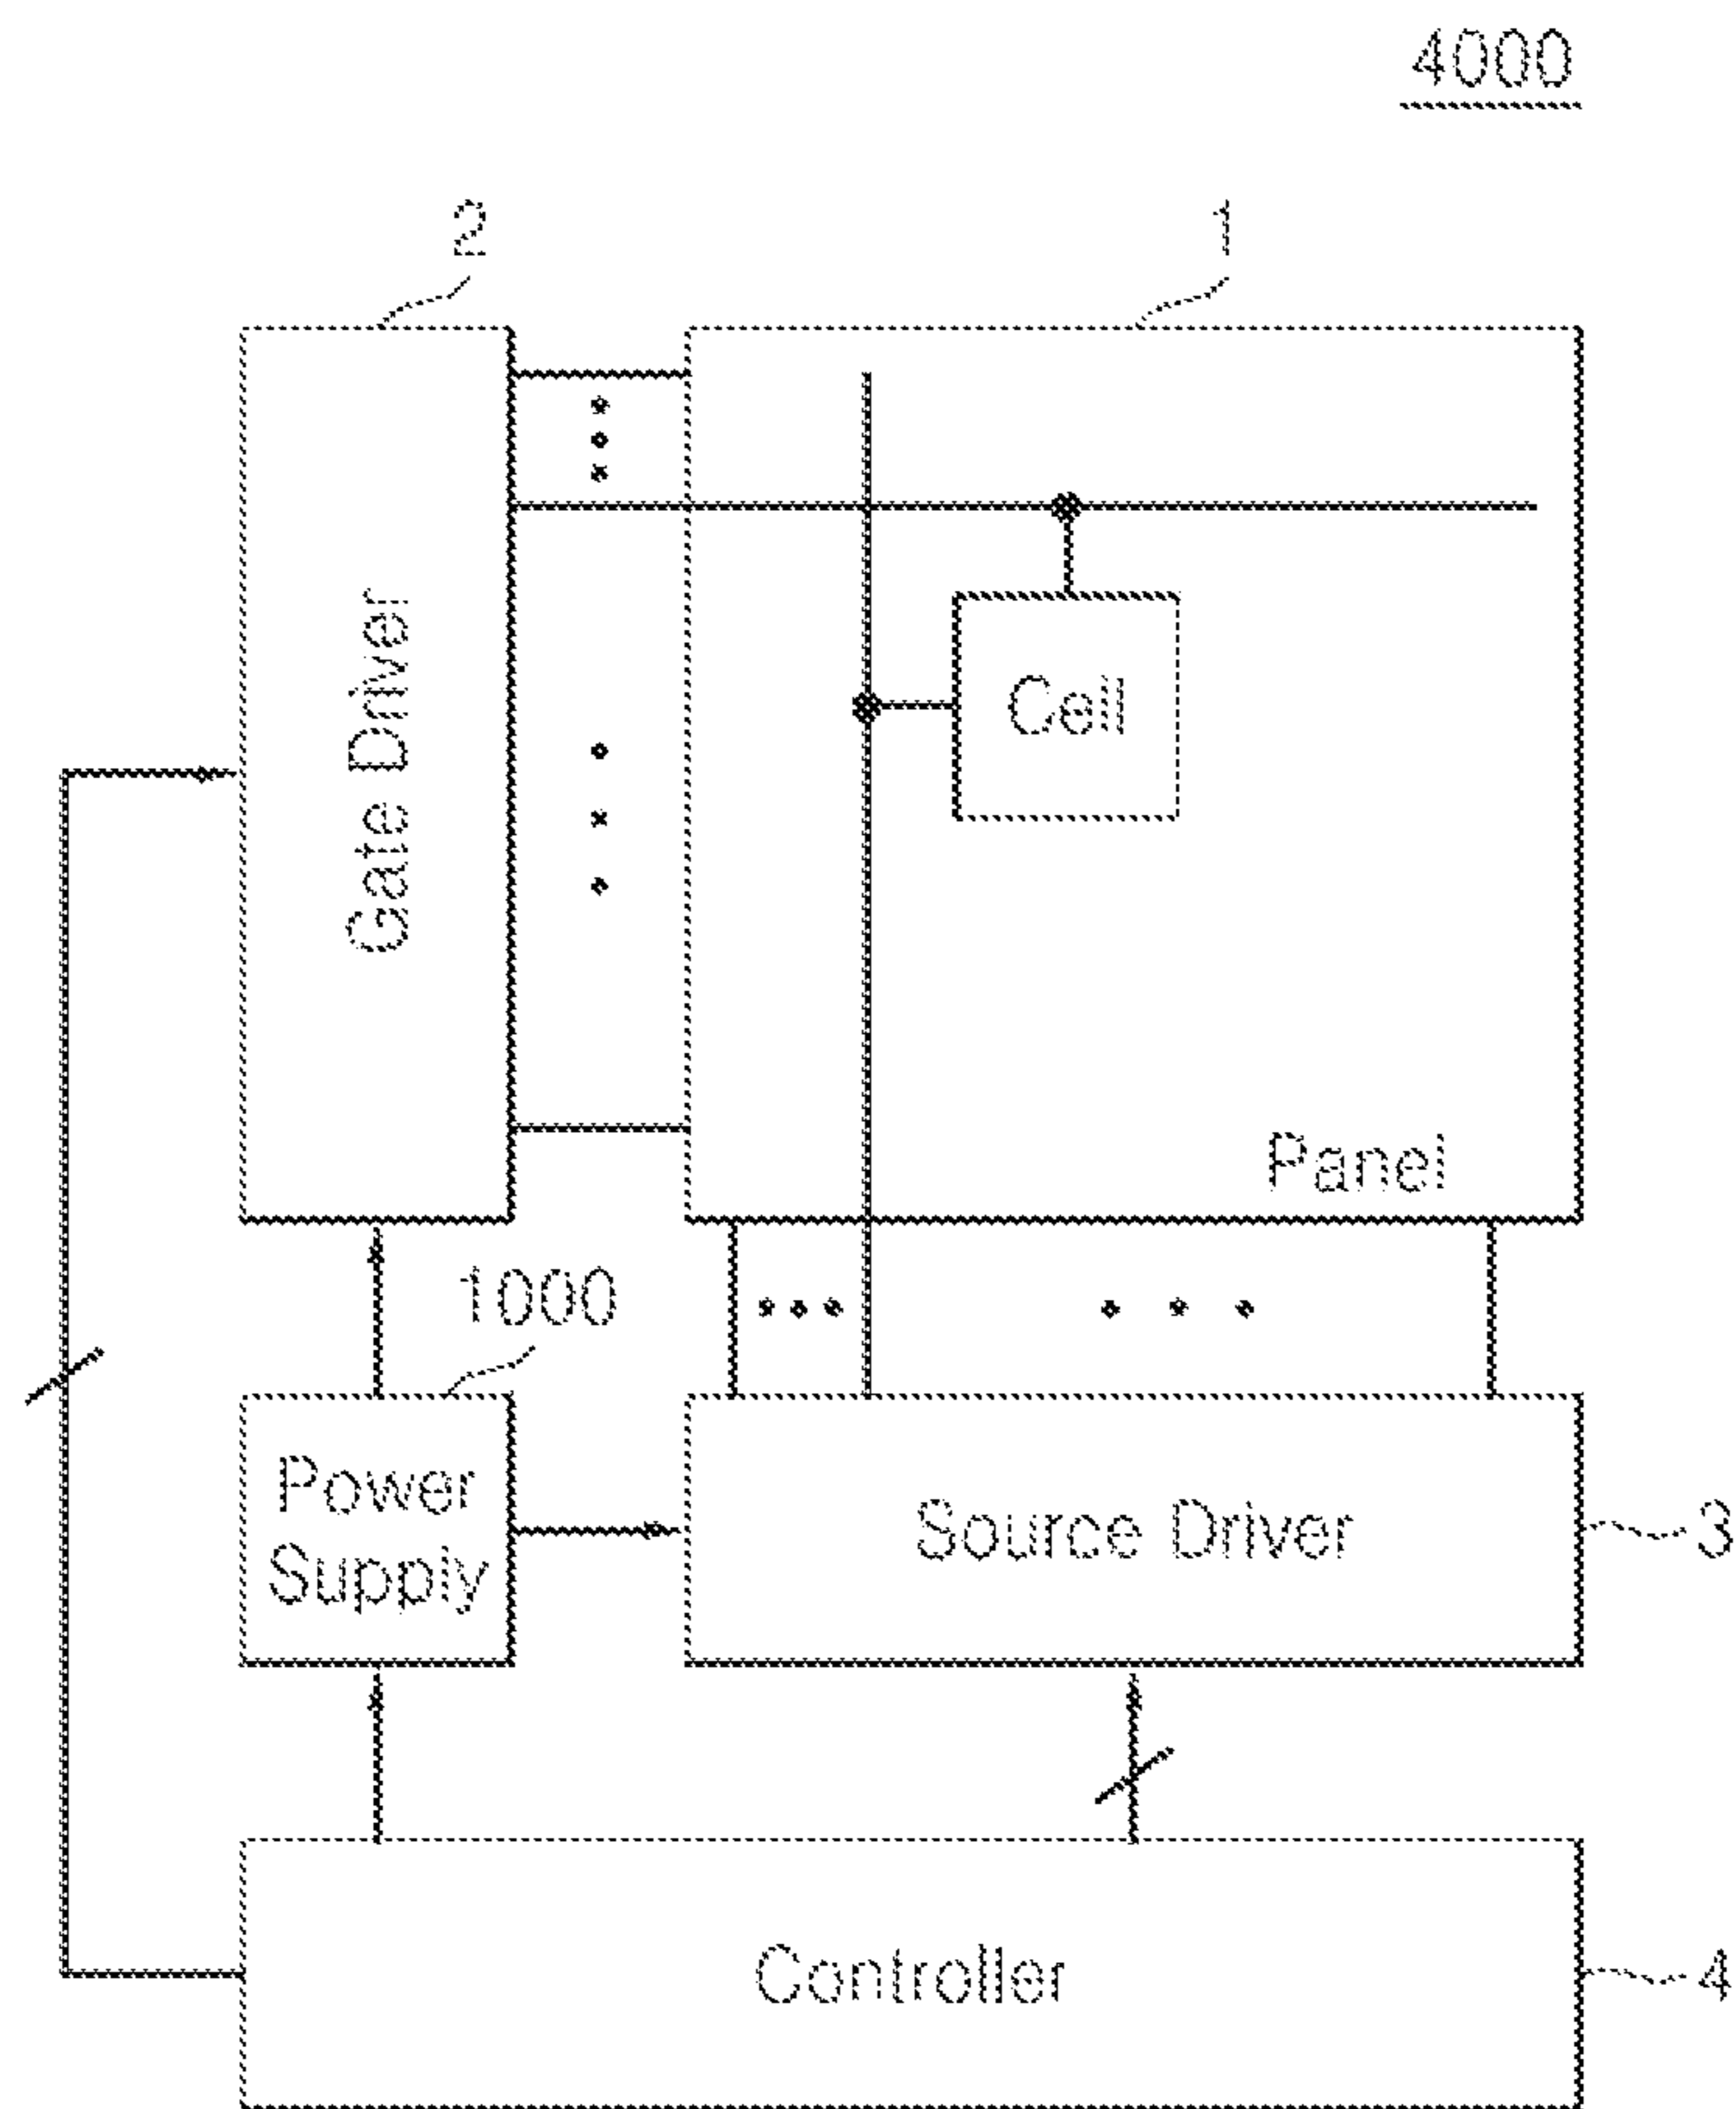 4000
2
1
Gate Driver
Cell
Panel
1000
Power
Supply
Source Driver
3
Controller
4